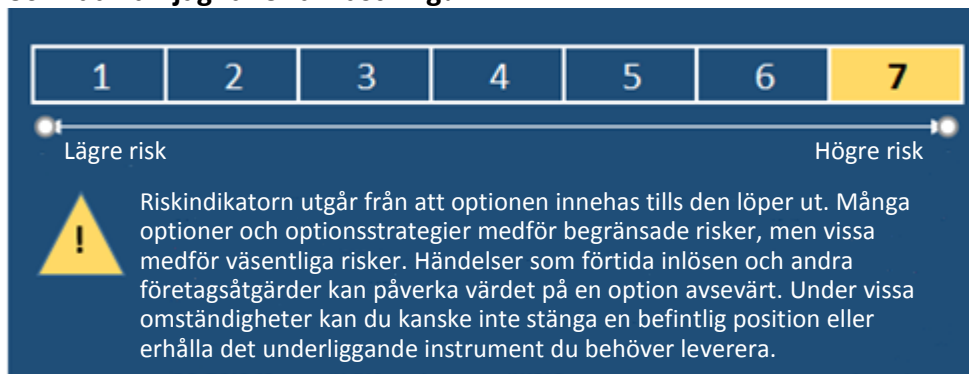 1 2 3 4 5 6 7
Lägre risk Högre risk
Riskindikatorn utgår från att optionen innehas tills den löper ut. Många
optioner och optionsstrategier medför begränsade risker, men vissa
medför väsentliga risker. Händelser som förtida inlösen och andra
företagsåtgärder kan påverka värdet på en option avsevärt. Under vissa
omständigheter kan du kanske inte stänga en befintlig position eller
erhålla det underliggande instrument du behöver leverera.